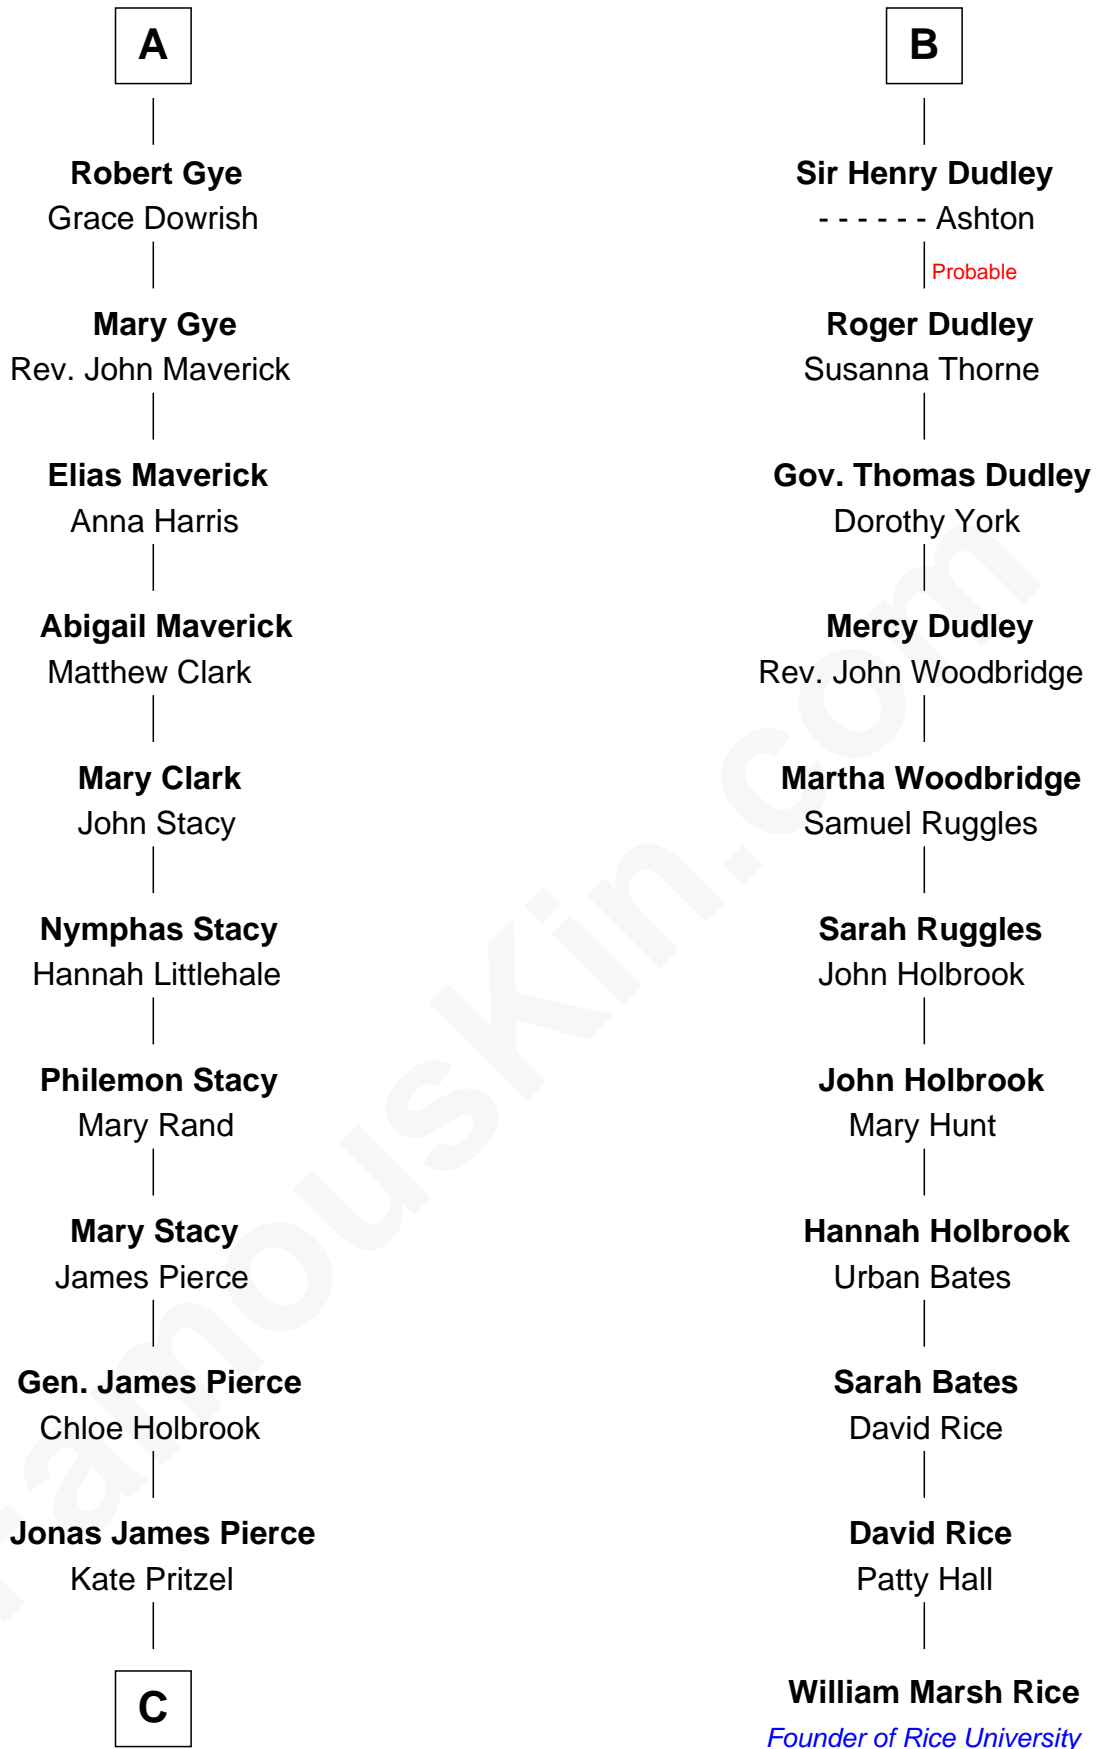 A
Robert Gye
Grace Dowrish
Mary Gye
Rev. John Maverick
Elias Maverick
Anna Harris
Abigail Maverick
Matthew Clark
Mary Clark
John Stacy
Nymphas Stacy
Hannah Littlehale
Philemon Stacy
Mary Rand
Mary Stacy
James Pierce
Gen. James Pierce
Chloe Holbrook
Jonas James Pierce
Kate Pritzel
C
B
Sir Henry Dudley
- - - - - - Ashton
Probable
Roger Dudley
Susanna Thorne
Gov. Thomas Dudley
Dorothy York
Mercy Dudley
Rev. John Woodbridge
Martha Woodbridge
Samuel Ruggles
Sarah Ruggles
John Holbrook
John Holbrook
Mary Hunt
Hannah Holbrook
Urban Bates
Sarah Bates
David Rice
David Rice
Patty Hall
William Marsh Rice
Founder of Rice University
FamousKin.com